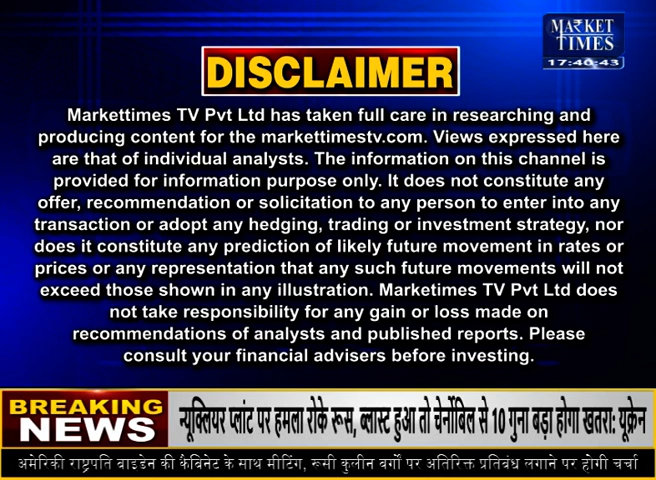 MARKET
TIMES
17:40:43
DISCLAIMER
Markettimes TV Pvt Ltd has taken full care in researching and
producing content for the markettimestv.com. Views expressed here
are that of individual analysts. The information on this channel is
provided for information purpose only. It does not constitute any
offer, recommendation or solicitation to any person to enter into any
transaction or adopt any hedging, trading or investment strategy, nor
does it constitute any prediction of likely future movement in rates or
prices or any representation that any such future movements will not
exceed those shown in any illustration. Marketimes TV Pvt Ltd does
not take responsibility for any gain or loss made on
recommendations of analysts and published reports. Please
consult your financial advisers before investing.
BREAKING
NEWS
न्यूक्लियर प्लांट पर हमला रोके रूस, ब्लास्ट हुआ तो चेर्नोबिल से 10 गुना बड़ा होगा खतरा: यूक्रेन
अमेरिकी राष्ट्रपति बाइडेन की कैबिनेट के साथ मीटिंग, रूसी कुलीन वर्गों पर अतिरिक्त प्रतिबंध लगाने पर होगी चर्चा